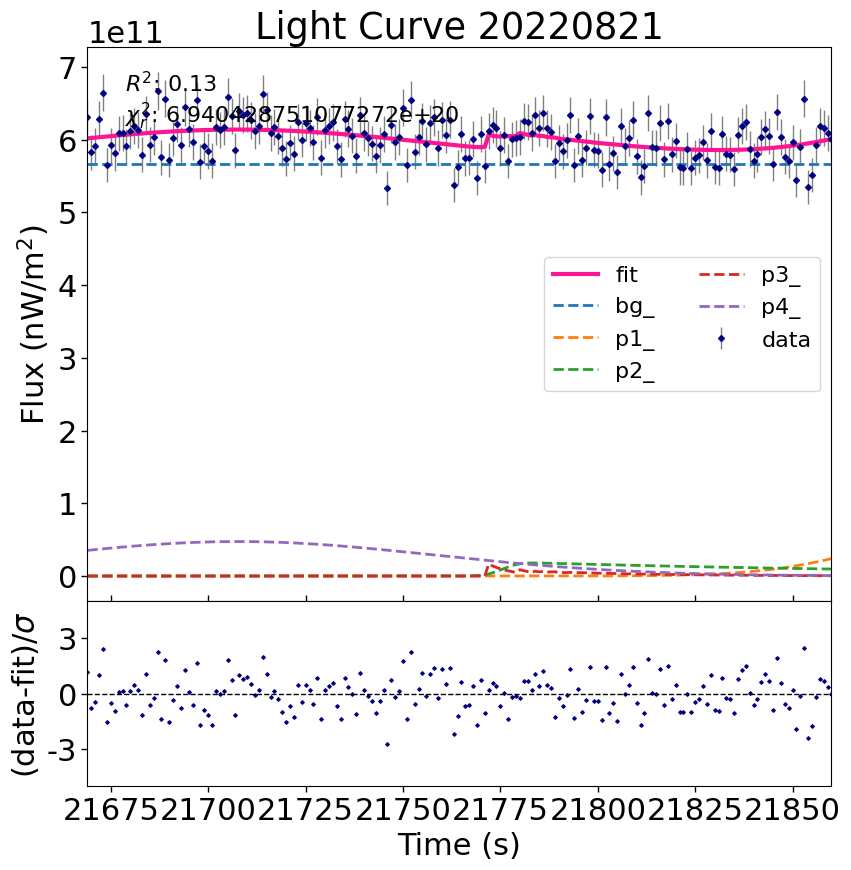 Light Curve 20220821
1e11
R²: 0.13
χ²ᵣ: 6.940428751077272e+20
7
6
5
4
3
2
1
0
Flux (nW/m²)
fit
bg_
p1_
p2_
p3_
p4_
data
3
0
-3
(data-fit)/σ
21675 21700 21725 21750 21775 21800 21825 21850
Time (s)